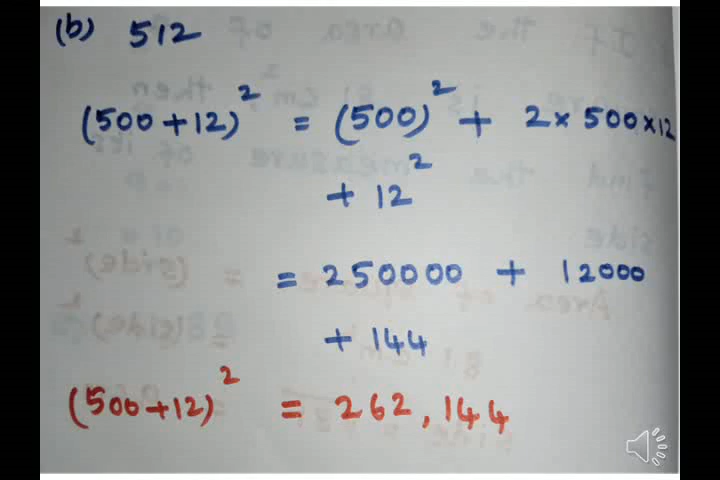 (b) 512
(500 + 12)² = (500)² + 2 × 500 × 12
+ 12²
= 250000 + 12000
+ 144
(500 + 12)² = 262,144